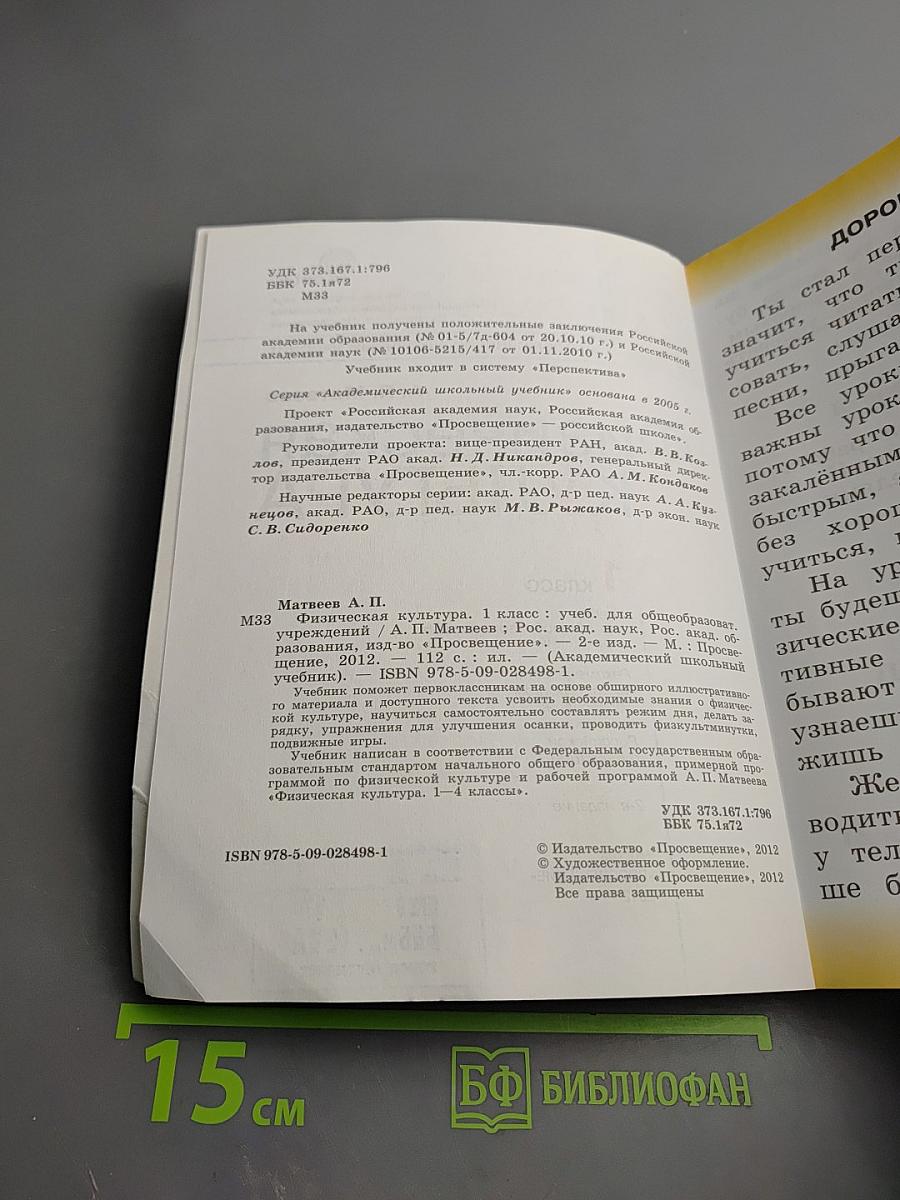 УДК 373.167.1:796
ББК 75.1я72
М33
На учебник получены положительные заключения Российской
академии образования (№ 01-5/7д-604 от 20.10.10 г.) и Российской
академии наук (№ 10106-5215/417 от 01.11.2010 г.)
Учебник входит в систему «Перспектива»
Серия «Академический школьный учебник» основана в 2005 г.
Проект «Российская академия наук, Российская академия об-
разования, издательство «Просвещение» — российской школе».
Руководители проекта: вице-президент РАН, акад. В. В. Коз-
лов, президент РАО акад. Н. Д. Никандров, генеральный дирек-
тор издательства «Просвещение», чл.-корр. РАО А. М. Кондаков
Научные редакторы серии: акад. РАО, д-р пед. наук А. А. Куз-
нецов, акад. РАО, д-р пед. наук М. В. Рыжаков, д-р экон. наук
С. В. Сидоренко
Матвеев А. П.
М33 Физическая культура. 1 класс : учеб. для общеобразоват.
учреждений / А. П. Матвеев ; Рос. акад. наук, Рос. акад. об-
разования, изд-во «Просвещение». — 2-е изд. — М. : Просве-
щение, 2012. — 112 с. : ил. — (Академический школьный
учебник). — ISBN 978-5-09-028498-1.
Учебник поможет первоклассникам на основе обширного иллюстративно-
го материала и доступного текста усвоить необходимые знания о физичес-
кой культуре, научиться самостоятельно составлять режим дня, делать за-
рядку, упражнения для улучшения осанки, проводить физкультминутки,
подвижные игры.
Учебник написан в соответствии с Федеральным государственным обра-
зовательным стандартом начального общего образования, примерной про-
граммой по физической культуре и рабочей программой А. П. Матвеева
«Физическая культура. 1—4 классы».
УДК 373.167.1:796
ББК 75.1я72
ISBN 978-5-09-028498-1
© Издательство «Просвещение», 2012
© Художественное оформление.
Издательство «Просвещение», 2012
Все права защищены
ДОРО
Ты стал пер
значит, что т
учиться читат
совать, слуша
песни, прыга
Все урок
важны урок
потому что
закалённым
быстрым,
без хоро
учиться,
На ур
ты будеш
зические
тивные
бывают
узнаеш
жишь
Же
водит
у тел
ше б
15 см
БФ БИБЛИОФАН